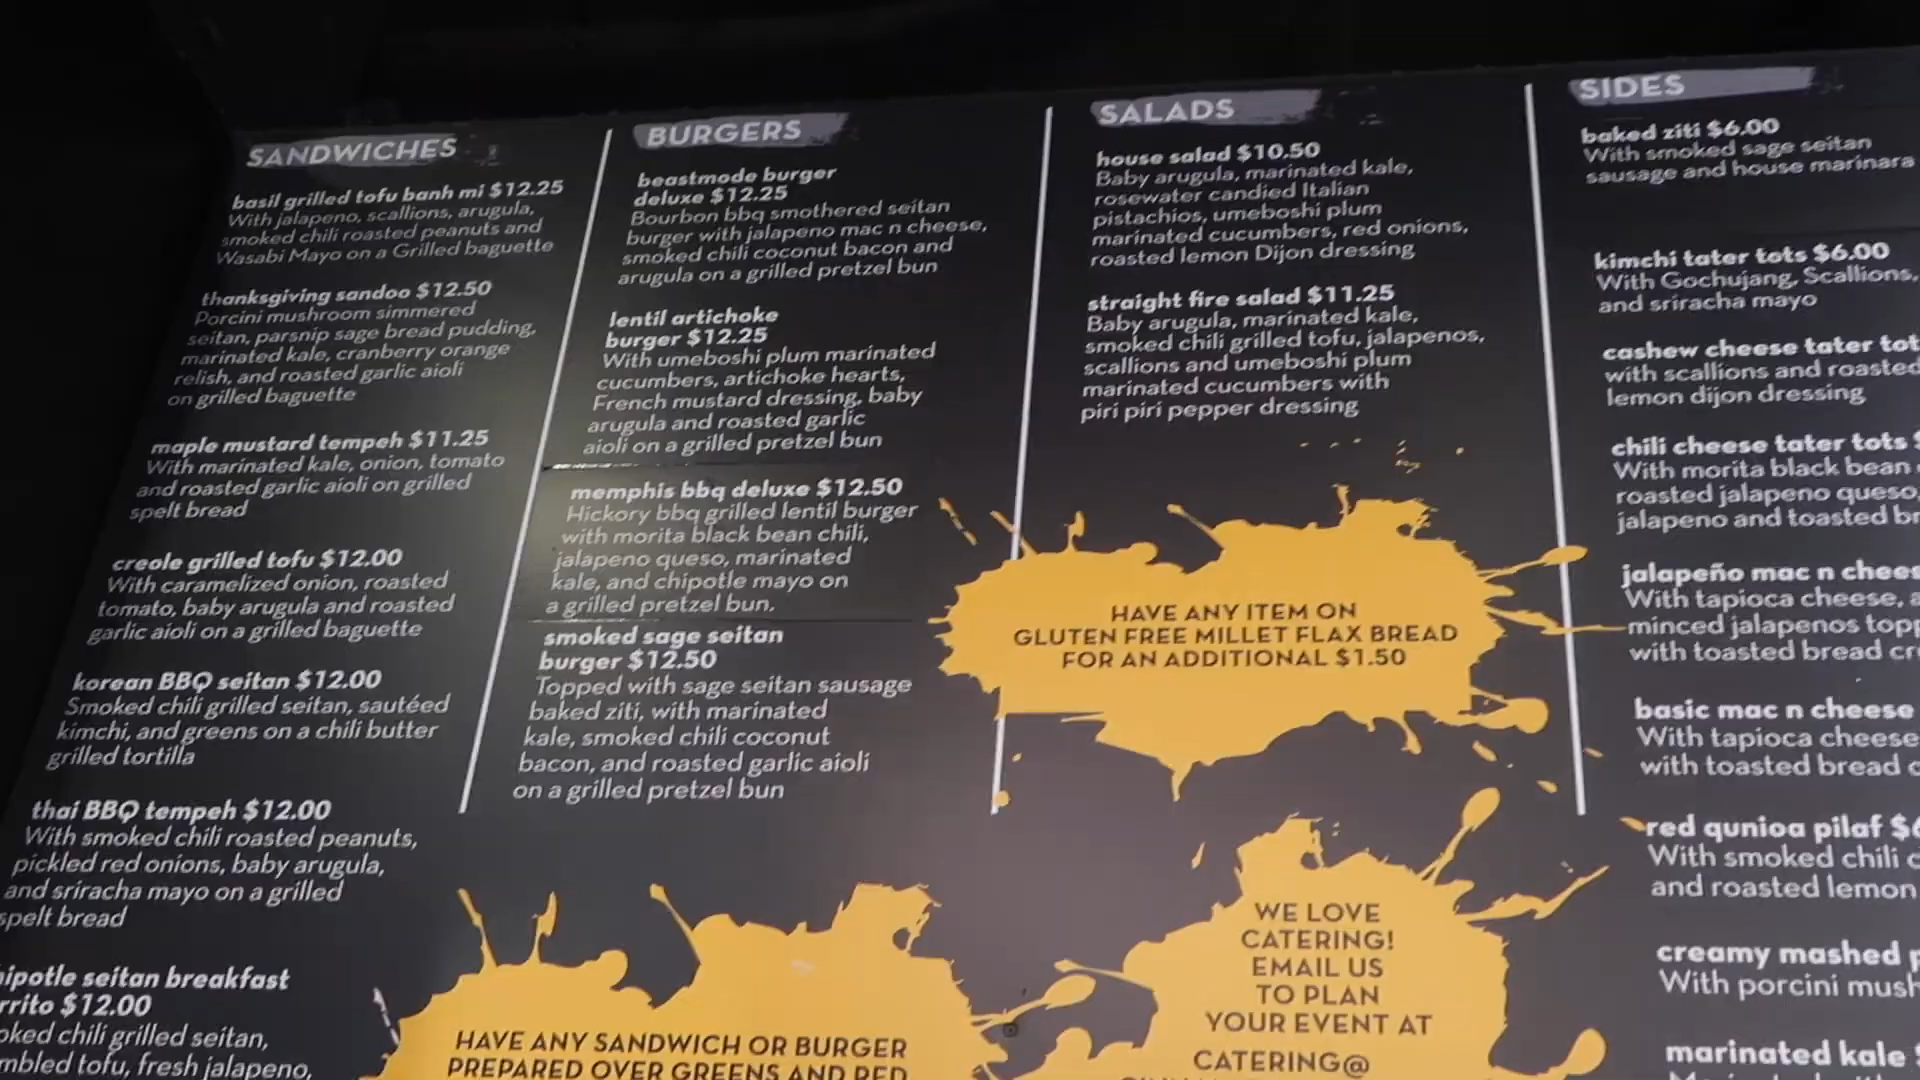 SANDWICHES
basil grilled tofu banh mi $12.25
With jalapeno, scallions, arugula,
smoked chili roasted peanuts and
Wasabi Mayo on a Grilled baguette
thanksgiving sandoo $12.50
Porcini mushroom simmered
seitan, parsnip sage bread pudding,
marinated kale, cranberry orange
relish, and roasted garlic aioli
on grilled baguette
maple mustard tempeh $11.25
With marinated kale, onion, tomato
and roasted garlic aioli on grilled
spelt bread
creole grilled tofu $12.00
With caramelized onion, roasted
tomato, baby arugula and roasted
garlic aioli on a grilled baguette
korean BBQ seitan $12.00
Smoked chili grilled seitan, sautéed
kimchi, and greens on a chili butter
grilled tortilla
thai BBQ tempeh $12.00
With smoked chili roasted peanuts,
pickled red onions, baby arugula,
and sriracha mayo on a grilled
spelt bread
seitan breakfast
$12.00
chili grilled seitan,
tofu, fresh jalapeno,
BURGERS
beastmode burger
deluxe $12.25
Bourbon bbq smothered seitan
burger with jalapeno mac n cheese,
smoked chili coconut bacon and
arugula on a grilled pretzel bun
lentil artichoke
burger $12.25
With umeboshi plum marinated
cucumbers, artichoke hearts,
French mustard dressing, baby
arugula and roasted garlic
aioli on a grilled pretzel bun
memphis bbq deluxe $12.50
Hickory bbq grilled lentil burger
with morita black bean chili,
jalapeno queso, marinated
kale, and chipotle mayo on
a grilled pretzel bun.
smoked sage seitan
burger $12.50
Topped with sage seitan sausage
baked ziti, with marinated
kale, smoked chili coconut
bacon, and roasted garlic aioli
on a grilled pretzel bun
HAVE ANY SANDWICH OR BURGER
PREPARED OVER GREENS AND RED
SALADS
house salad $10.50
Baby arugula, marinated kale,
rosewater candied Italian
pistachios, umeboshi plum
marinated cucumbers, red onions,
roasted lemon Dijon dressing
straight fire salad $11.25
Baby arugula, marinated kale,
smoked chili grilled tofu, jalapenos,
scallions and umeboshi plum
marinated cucumbers with
piri piri pepper dressing
HAVE ANY ITEM ON
GLUTEN FREE MILLET FLAX BREAD
FOR AN ADDITIONAL $1.50
WE LOVE
CATERING!
EMAIL US
TO PLAN
YOUR EVENT AT
CATERING@
SIDES
baked ziti $6.00
With smoked sage seitan
sausage and house marinara
kimchi tater tots $6.00
With Gochujang, Scallions,
and sriracha mayo
cashew cheese tater
with scallions and roasted
lemon dijon dressing
chili cheese tater tots
With morita black bean
roasted jalapeno queso,
jalapeno and toasted
jalapeño mac n
With tapioca cheese,
minced jalapenos
with toasted bread
basic mac n cheese
With tapioca cheese
with toasted bread
red qunioa pilaf
With smoked chili
and roasted lemon
creamy mashed
With porcini
marinated kale